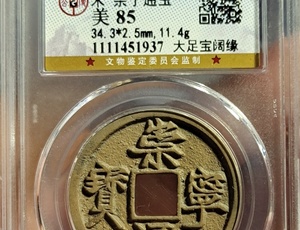 宋 崇宁通宝
美 85
34.3*2.5mm, 11.4g
1111451937 大足宝阔缘
文物鉴定委员会监制
崇
寧
寶